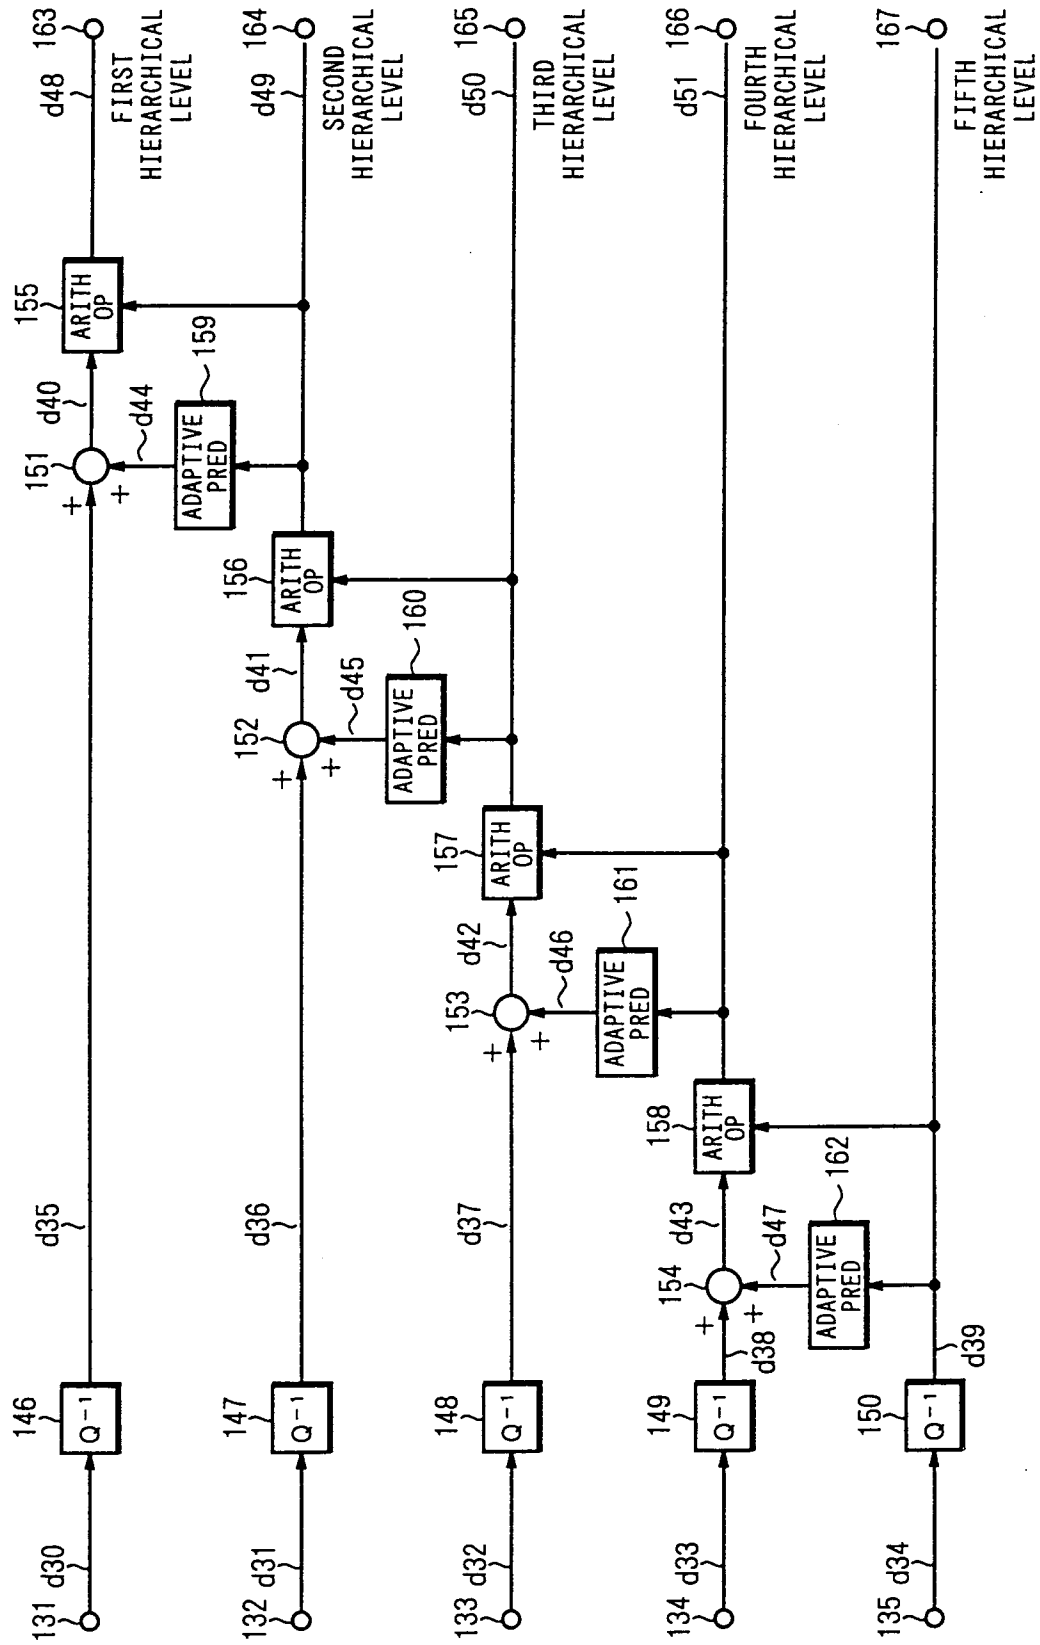 131
d30
146
Q-1
d35
151
+
+
d40
d44
155
ARITH
OP
159
ADAPTIVE
PRED
d48
163
FIRST
HIERARCHICAL
LEVEL
132
d31
147
Q-1
d36
152
+
+
d41
d45
156
ARITH
OP
160
ADAPTIVE
PRED
d49
164
SECOND
HIERARCHICAL
LEVEL
133
d32
148
Q-1
d37
153
+
+
d42
d46
157
ARITH
OP
161
ADAPTIVE
PRED
d50
165
THIRD
HIERARCHICAL
LEVEL
134
d33
149
Q-1
d38
154
+
+
d43
d47
158
ARITH
OP
162
ADAPTIVE
PRED
d51
166
FOURTH
HIERARCHICAL
LEVEL
135
d34
150
Q-1
d39
167
FIFTH
HIERARCHICAL
LEVEL